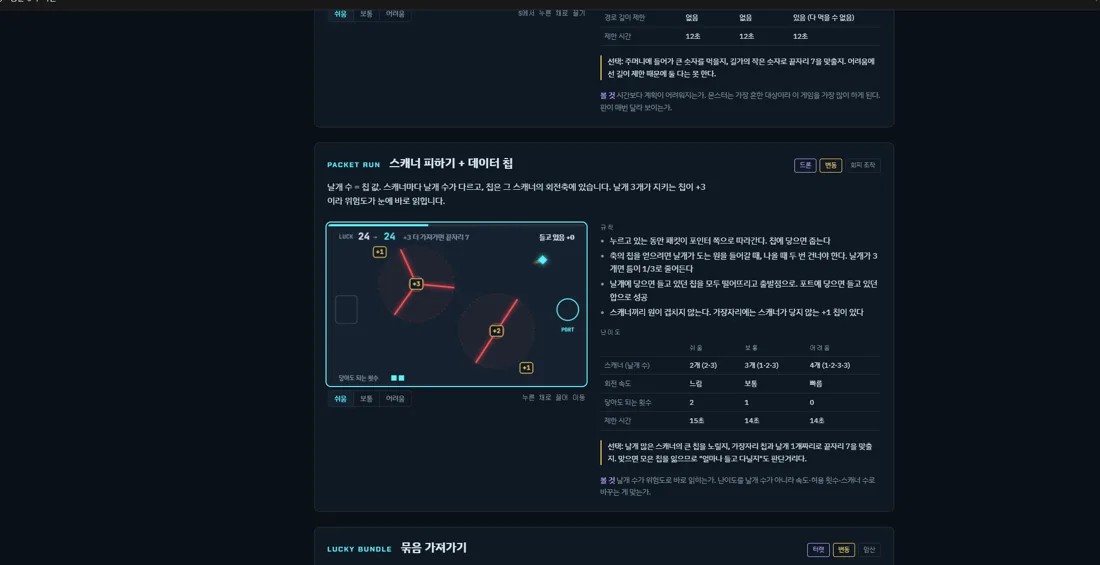 쉬움 보통 어려움
S에서 누른 채로 끌기
경로 길이 제한 없음 없음 있음 (다 먹을 수 없음)
제한 시간 12초 12초 12초
선택: 주머니에 들어가 큰 숫자를 먹을지, 길가의 작은 숫자로 끝자리 7을 맞출지. 어려움에
선 길이 제한 때문에 둘 다는 못 한다.
볼 것 시간보다 계획이 어려워지는가. 몬스터는 가장 흔한 대상이라 이 게임을 가장 많이 하게 된다.
판이 매번 달라 보이는가.
PACKET RUN 스캐너 피하기 + 데이터 칩
드론 변동 회피 조작
날개 수 = 칩 값. 스캐너마다 날개 수가 다르고, 칩은 그 스캐너의 회전축에 있습니다. 날개 3개가 지키는 칩이 +3
이라 위험도가 눈에 바로 읽힙니다.
LUCK 24 → 24 +3 더 가져가면 끝자리 7
들고 있음 +0
+1
+3
+2
PORT
+1
닿아도 되는 횟수
쉬움 보통 어려움
누른 채로 끌어 이동
규칙
누르고 있는 동안 패킷이 포인터 쪽으로 따라간다. 칩에 닿으면 줍는다
축의 칩을 얻으려면 날개가 도는 원을 들어갈 때, 나올 때 두 번 건너야 한다. 날개가 3
개면 틈이 1/3로 줄어든다
날개에 닿으면 들고 있던 칩을 모두 떨어뜨리고 출발점으로. 포트에 닿으면 들고 있던
합으로 성공
스캐너끼리 원이 겹치지 않는다. 가장자리에는 스캐너가 닿지 않는 +1 칩이 있다
난이도
쉬움 보통 어려움
스캐너 (날개 수) 2개 (2·3) 3개 (1·2·3) 4개 (1·2·3·3)
회전 속도 느림 보통 빠름
닿아도 되는 횟수 2 1 0
제한 시간 15초 14초 14초
선택: 날개 많은 스캐너의 큰 칩을 노릴지, 가장자리 칩과 날개 1개짜리로 끝자리 7을 맞출
지. 맞으면 모은 칩을 잃으므로 "얼마나 들고 다닐지"도 판단거리다.
볼 것 날개 수가 위험도로 바로 읽히는가. 난이도를 날개 수가 아니라 속도·허용 횟수·스캐너 수로
바꾸는 게 맞는가.
LUCKY BUNDLE 묶음 가져가기
터렛 변동 암산